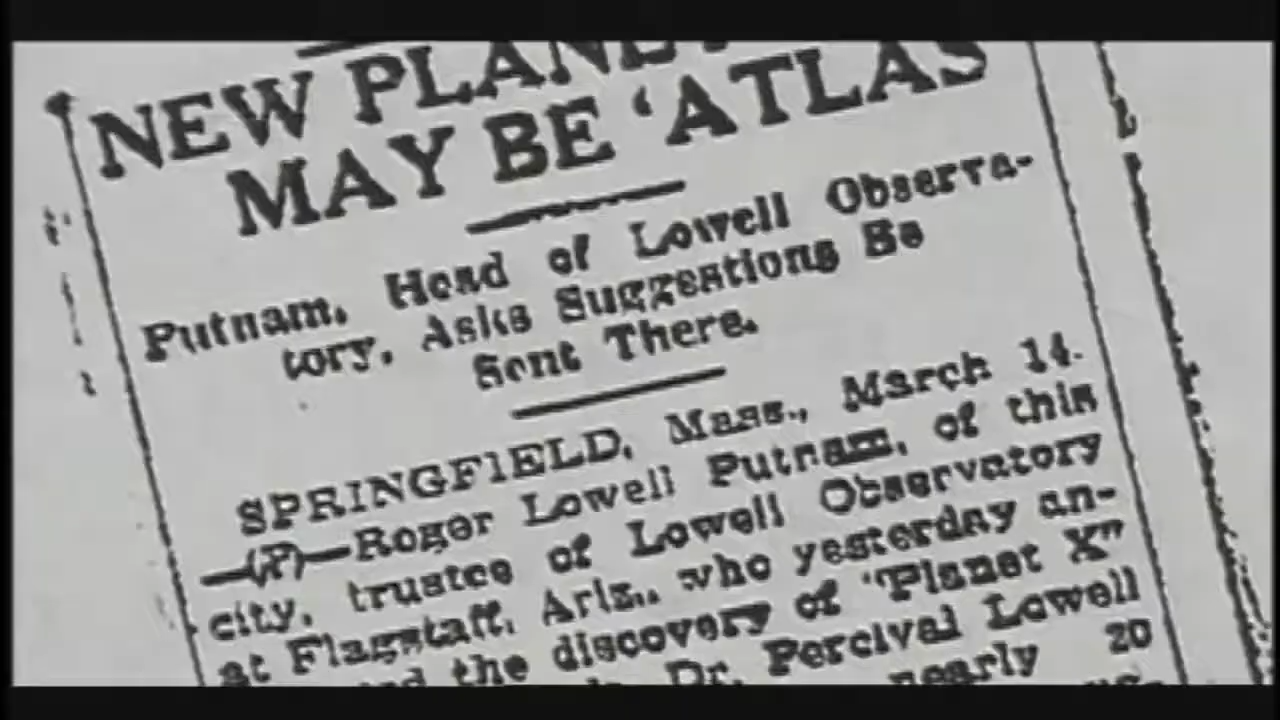 NEW PLANET
MAY BE 'ATLAS
Putnam, Head of Lowell Observa-
tory, Asks Suggestions Be
Sent There.
SPRINGFIELD, Mass., March 14.
—(P)—Roger Lowell Putnam, of this
city, trustee of Lowell Observatory
at Flagstaff, Ariz., who yesterday an-
the discovery of "Planet X"
Dr. Percival Lowell
nearly 20